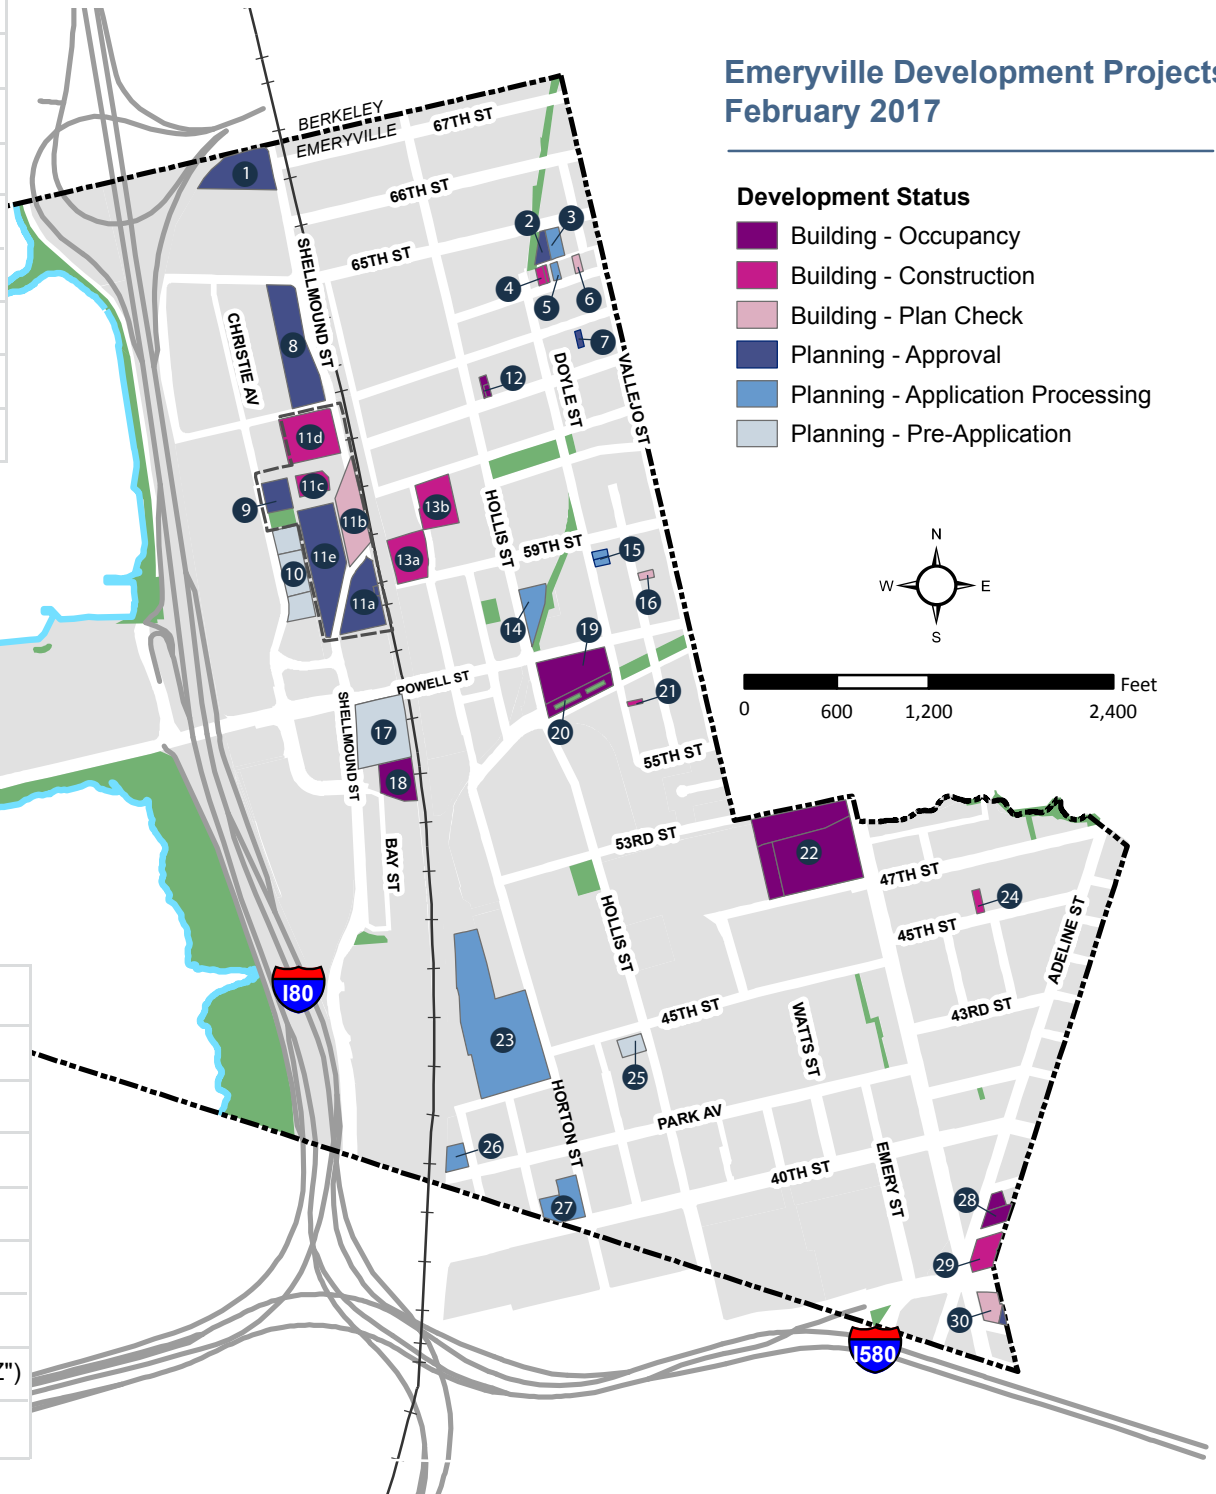 Emeryville Development Projects
February 2017
Development Status
Building - Occupancy
Building - Construction
Building - Plan Check
Planning - Approval
Planning - Application Processing
Planning - Pre-Application
N
W E
S
Feet
0 600 1,200 2,400
BERKELEY
EMERYVILLE
67TH ST
66TH ST
65TH ST
SHELLMOUND ST
CHRISTIE AV
DOYLE ST
VALLEJO ST
HOLLIS ST
59TH ST
POWELL ST
SHELLMOUND ST
BAY ST
55TH ST
53RD ST
HOLLIS ST
47TH ST
45TH ST
ADELINE ST
43RD ST
45TH ST
WATTS ST
HORTON ST
PARK AV
40TH ST
EMERY ST
I80
I580
1
2
3
4
5
6
7
8
9
10
11a
11b
11c
11d
11e
12
13a
13b
14
15
16
17
18
19
20
21
22
23
24
25
26
27
28
29
30
")